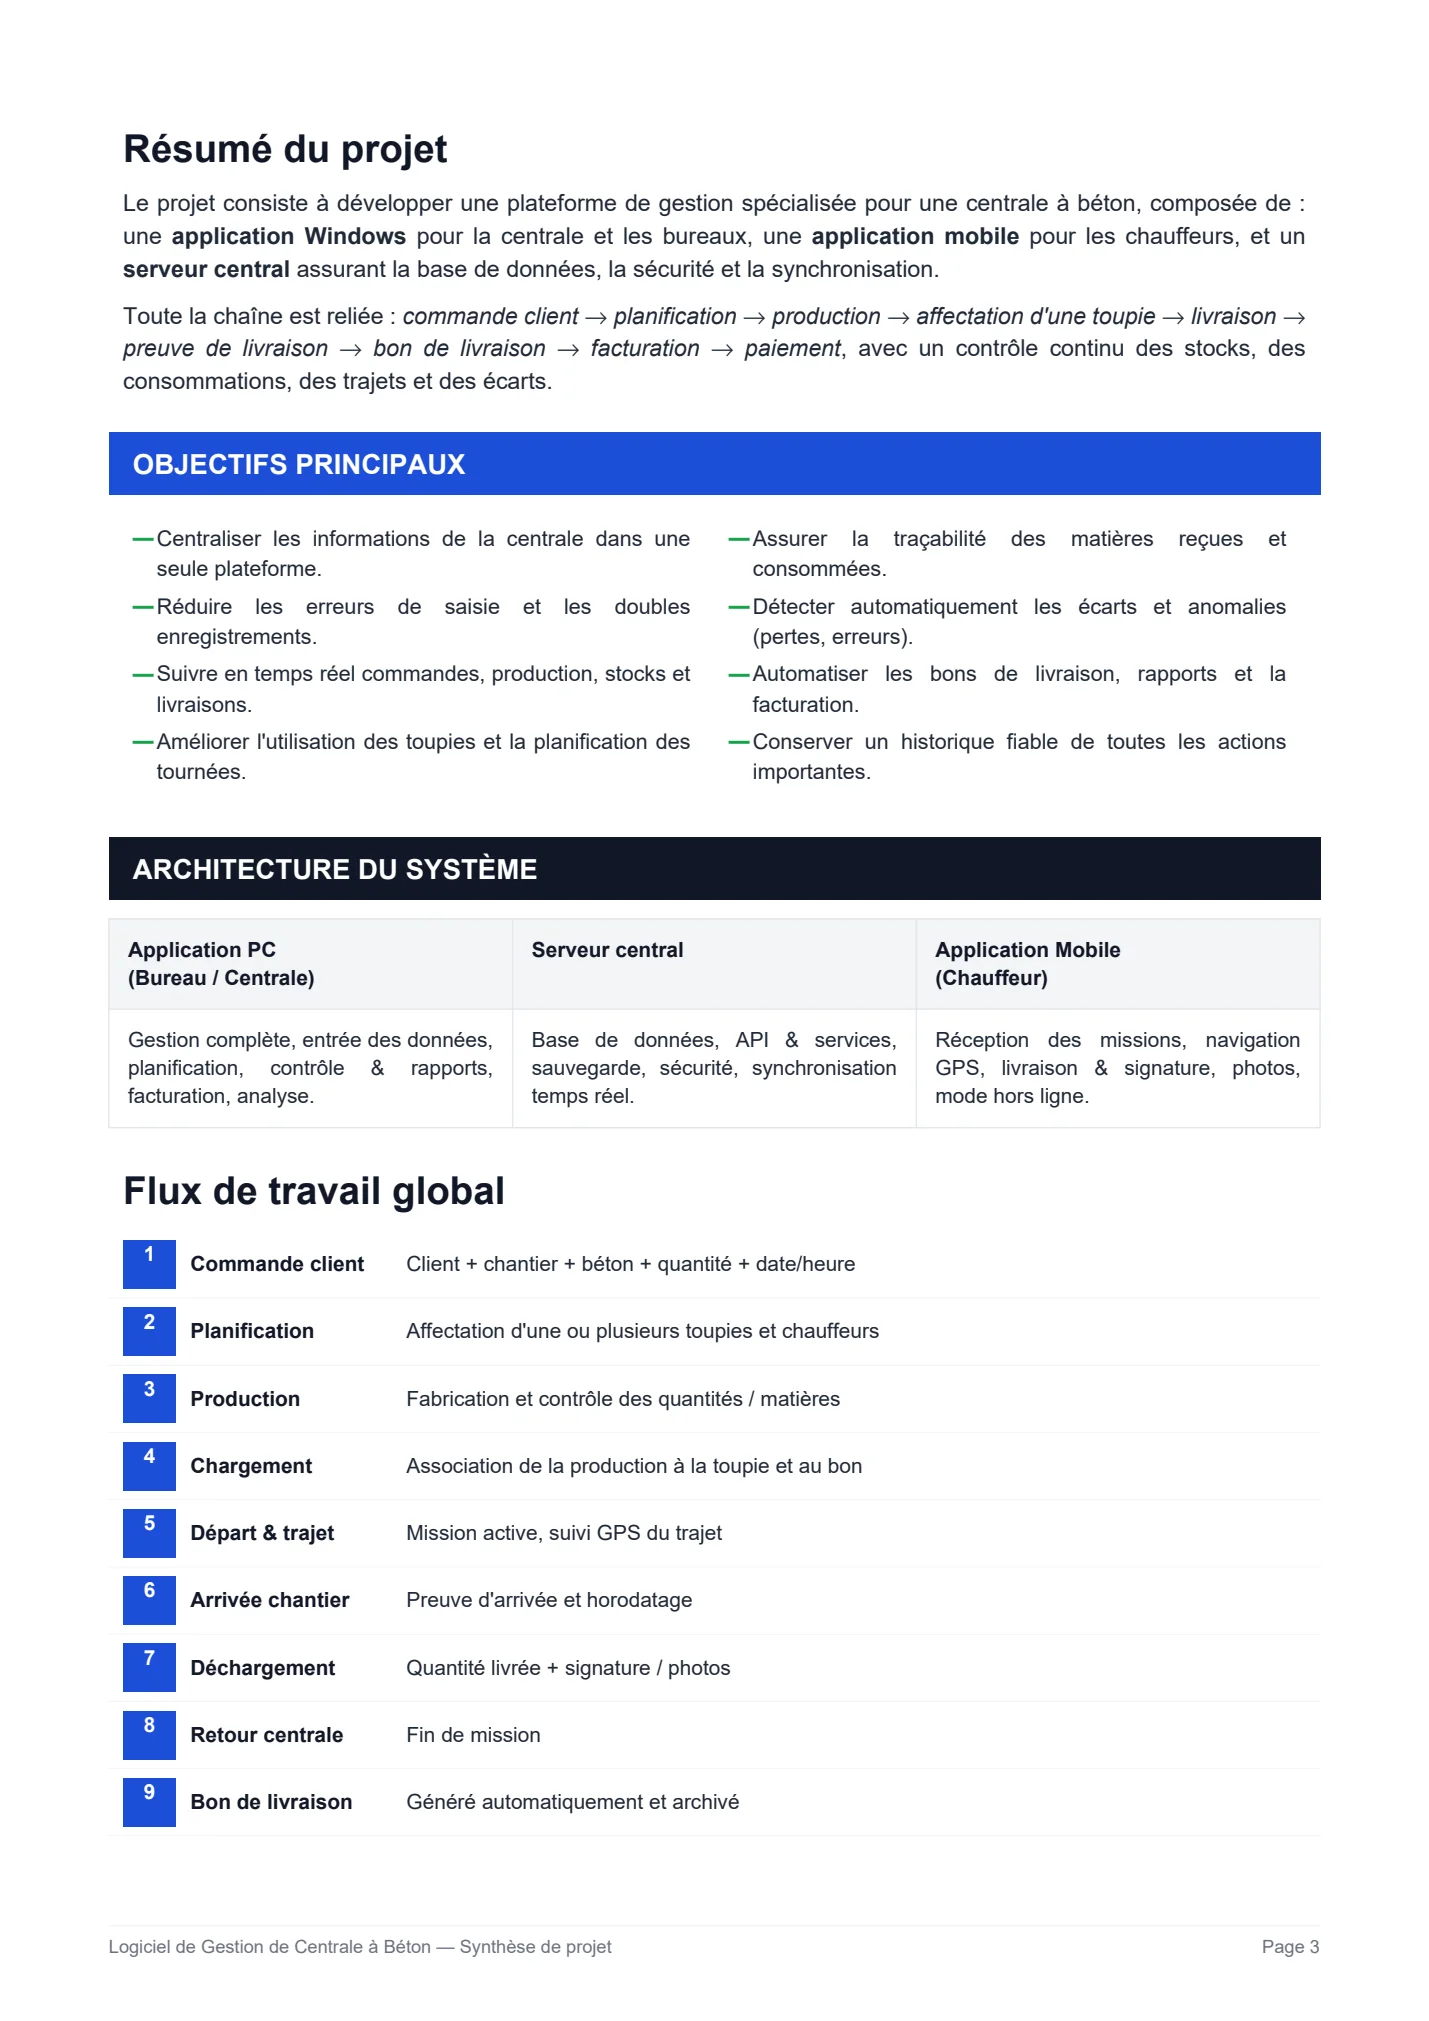 Résumé du projet
Le projet consiste à développer une plateforme de gestion spécialisée pour une centrale à béton, composée de :
une application Windows pour la centrale et les bureaux, une application mobile pour les chauffeurs, et un
serveur central assurant la base de données, la sécurité et la synchronisation.
Toute la chaîne est reliée : commande client → planification → production → affectation d'une toupie → livraison →
preuve de livraison → bon de livraison → facturation → paiement, avec un contrôle continu des stocks, des
consommations, des trajets et des écarts.
OBJECTIFS PRINCIPAUX
—Centraliser les informations de la centrale dans une
seule plateforme.
—Réduire les erreurs de saisie et les doubles
enregistrements.
—Suivre en temps réel commandes, production, stocks et
livraisons.
—Améliorer l'utilisation des toupies et la planification des
tournées.
—Assurer la traçabilité des matières reçues et
consommées.
—Détecter automatiquement les écarts et anomalies
(pertes, erreurs).
—Automatiser les bons de livraison, rapports et la
facturation.
—Conserver un historique fiable de toutes les actions
importantes.
ARCHITECTURE DU SYSTÈME
Application PC
(Bureau / Centrale)
Serveur central
Application Mobile
(Chauffeur)
Gestion complète, entrée des données,
planification, contrôle & rapports,
facturation, analyse.
Base de données, API & services,
sauvegarde, sécurité, synchronisation
temps réel.
Réception des missions, navigation
GPS, livraison & signature, photos,
mode hors ligne.
Flux de travail global
1 Commande client Client + chantier + béton + quantité + date/heure
2 Planification Affectation d'une ou plusieurs toupies et chauffeurs
3 Production Fabrication et contrôle des quantités / matières
4 Chargement Association de la production à la toupie et au bon
5 Départ & trajet Mission active, suivi GPS du trajet
6 Arrivée chantier Preuve d'arrivée et horodatage
7 Déchargement Quantité livrée + signature / photos
8 Retour centrale Fin de mission
9 Bon de livraison Généré automatiquement et archivé
Logiciel de Gestion de Centrale à Béton — Synthèse de projet Page 3